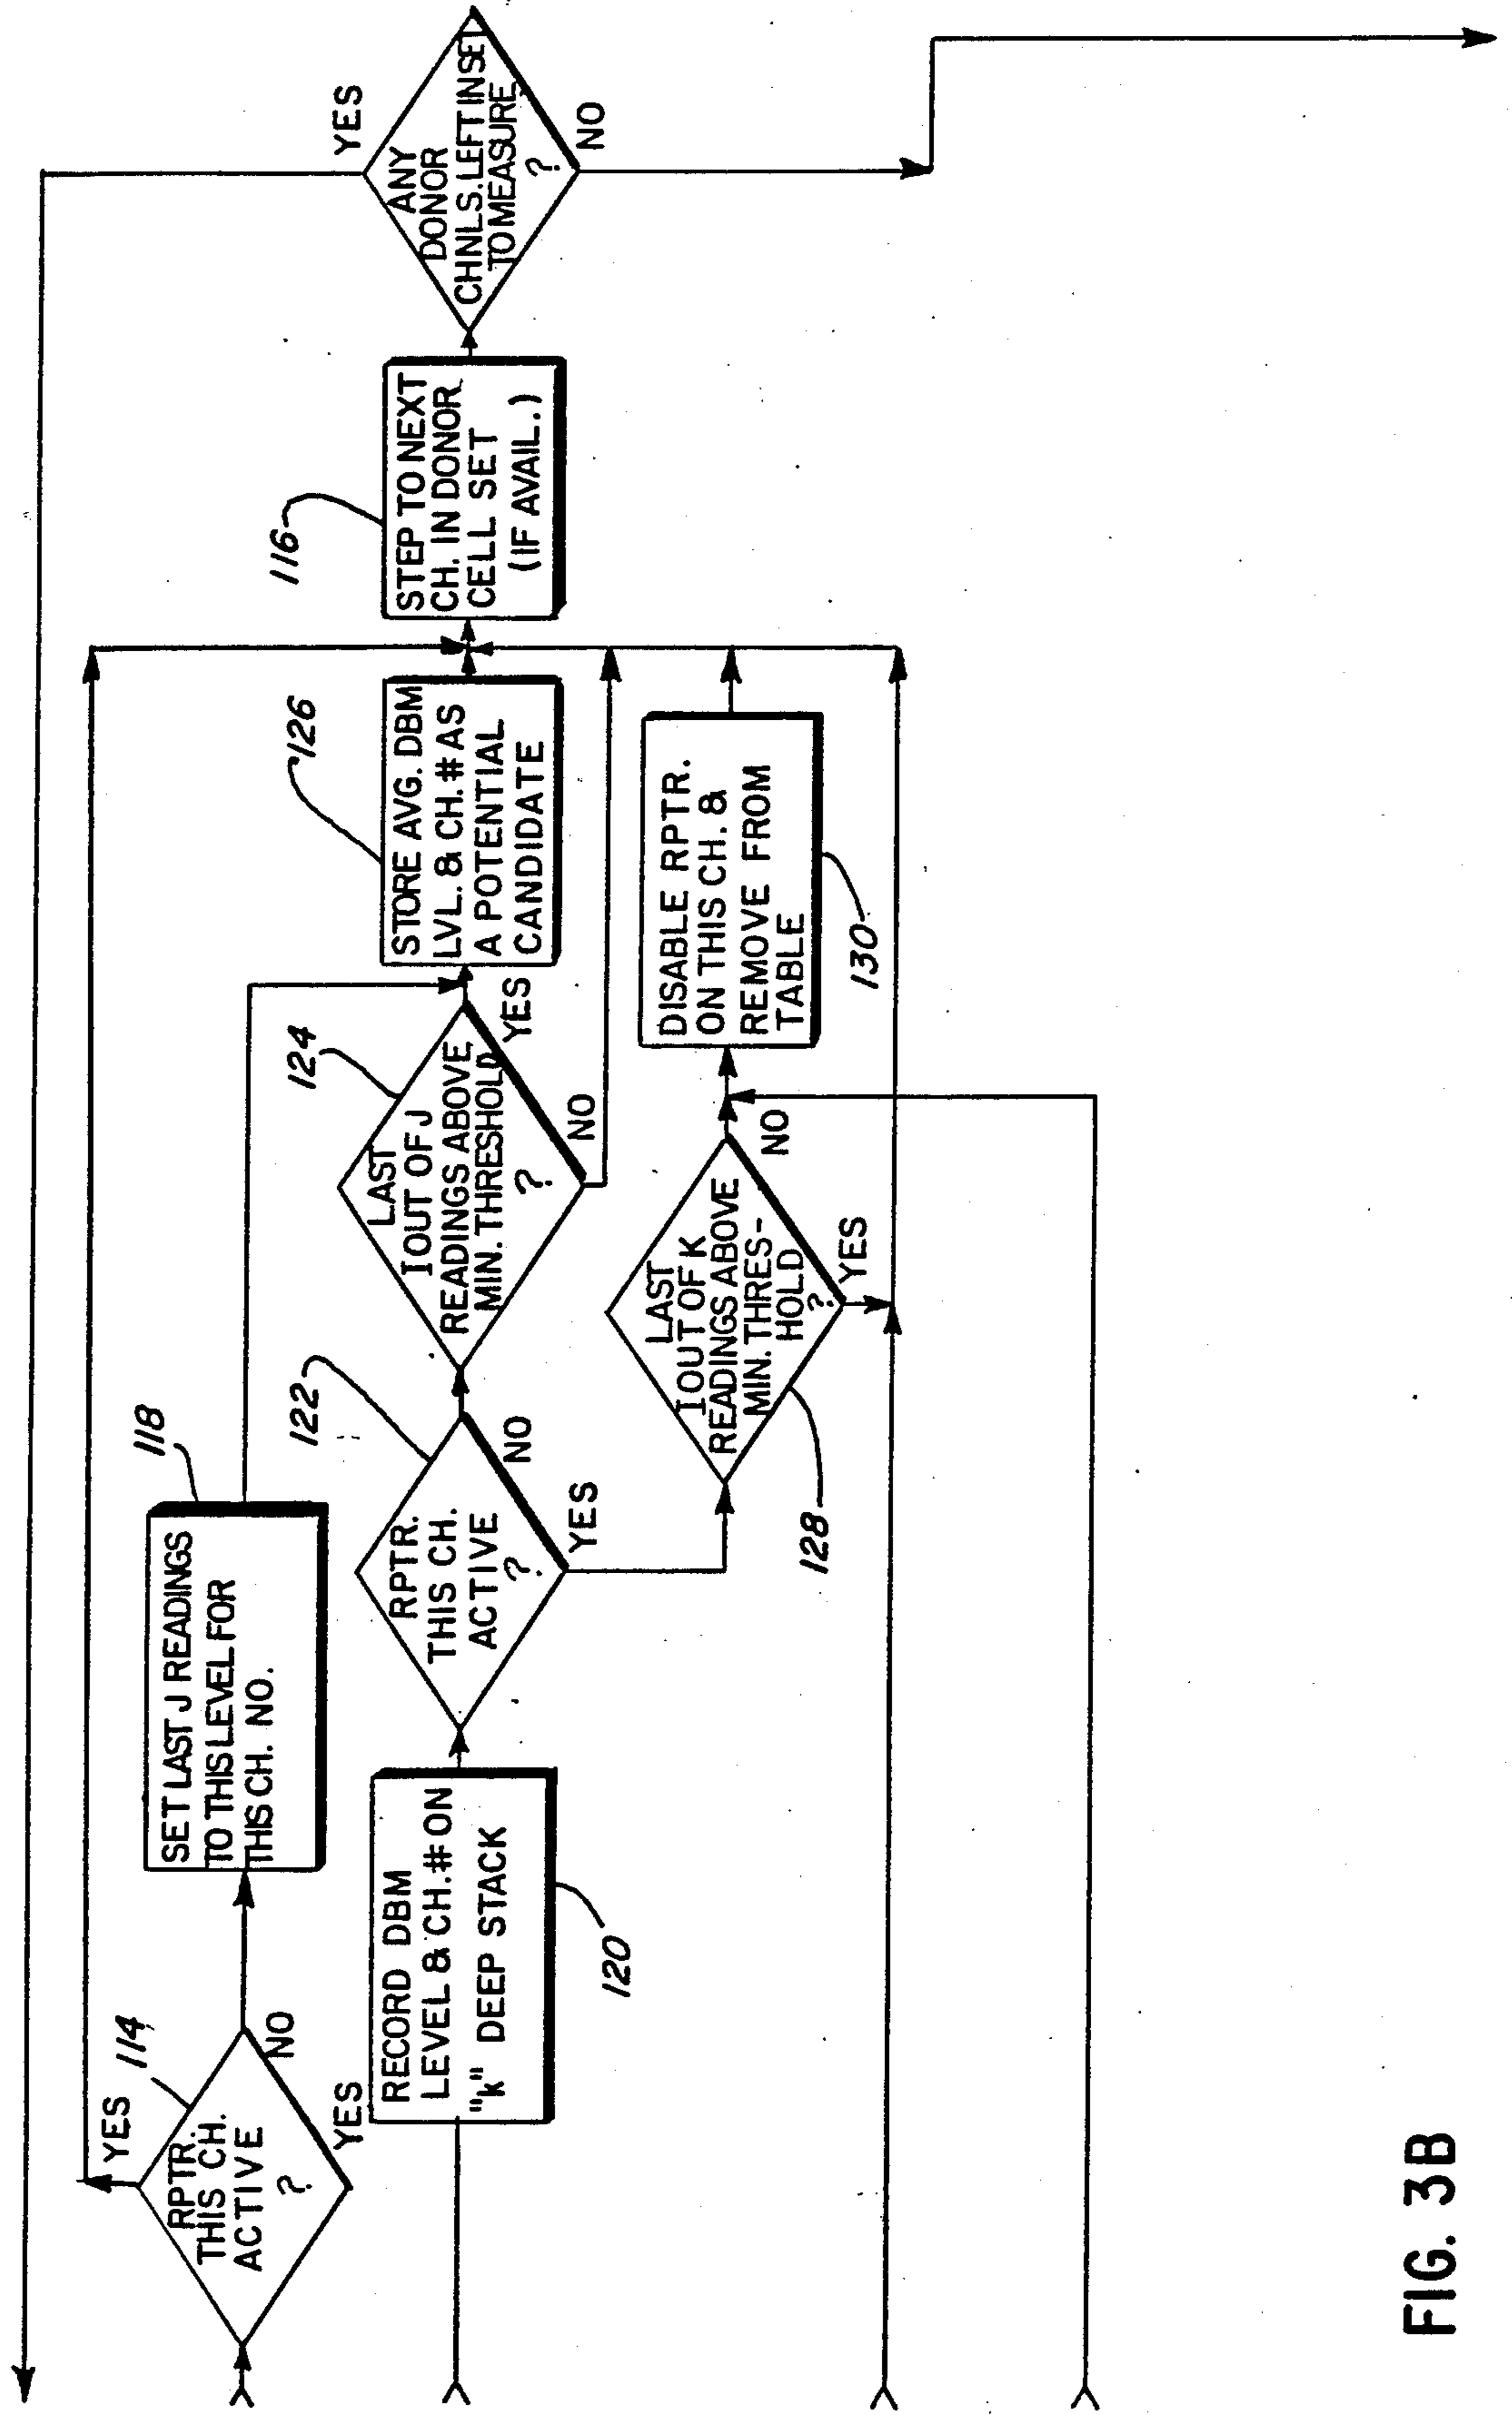 YES
114
RPTR.
THIS CH.
ACTIVE
?
NO
YES
118
SET LAST J READINGS
TO THIS LEVEL FOR
THIS CH. NO.
RECORD DBM
LEVEL & CH.# ON
"k" DEEP STACK
120
122
RPTR.
THIS CH.
ACTIVE
?
NO
YES
124
LAST
I OUT OF J
READINGS ABOVE
MIN. THRESHOLD
?
YES
NO
126
STORE AVG. DBM
LVL. & CH.# AS
A POTENTIAL
CANDIDATE
LAST
I OUT OF K
READINGS ABOVE
MIN. THRES-
HOLD
?
NO
YES
128
DISABLE RPTR.
ON THIS CH. &
REMOVE FROM
TABLE
130
116
STEP TO NEXT
CH. IN DONOR
CELL SET
(IF AVAIL.)
ANY
DONOR
CHNLS. LEFT IN SET
TO MEASURE
?
YES
NO
FIG. 3B